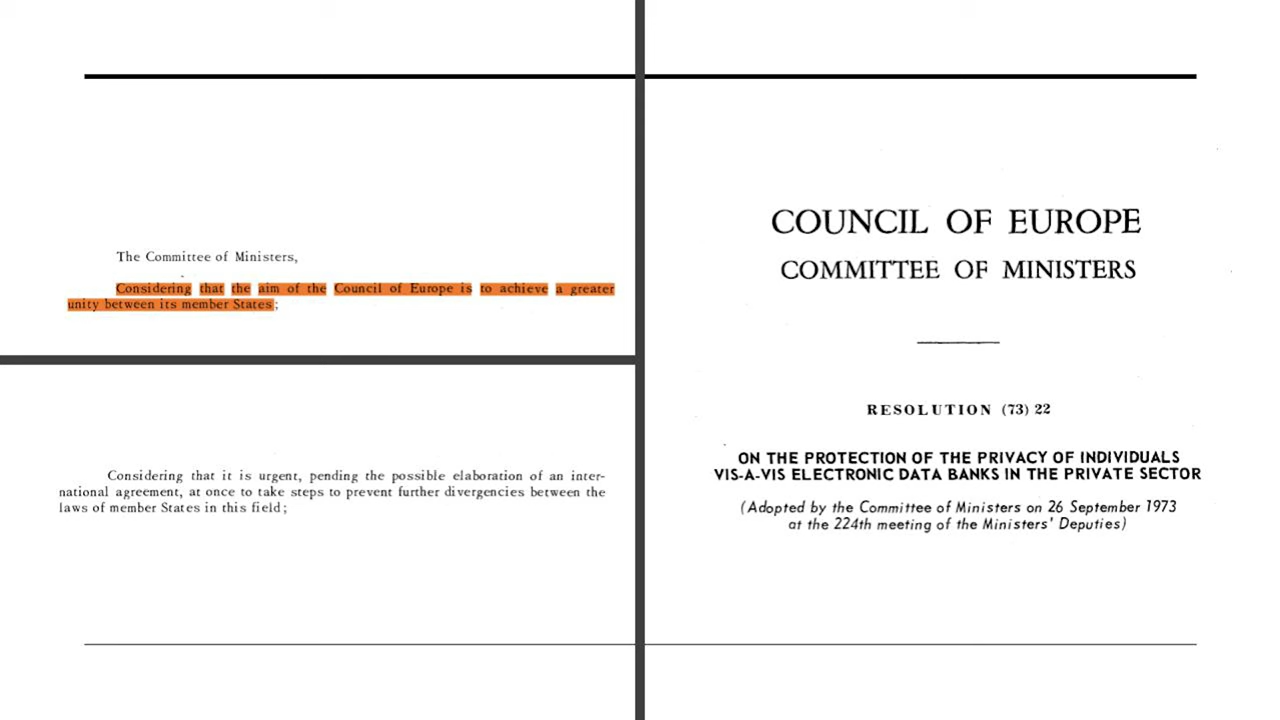 The Committee of Ministers,
Considering that the aim of the Council of Europe is to achieve a greater
unity between its member States;
Considering that it is urgent, pending the possible elaboration of an inter-
national agreement, at once to take steps to prevent further divergencies between the
laws of member States in this field;
COUNCIL OF EUROPE
COMMITTEE OF MINISTERS
RESOLUTION (73) 22
ON THE PROTECTION OF THE PRIVACY OF INDIVIDUALS
VIS-A-VIS ELECTRONIC DATA BANKS IN THE PRIVATE SECTOR
(Adopted by the Committee of Ministers on 26 September 1973
at the 224th meeting of the Ministers' Deputies)